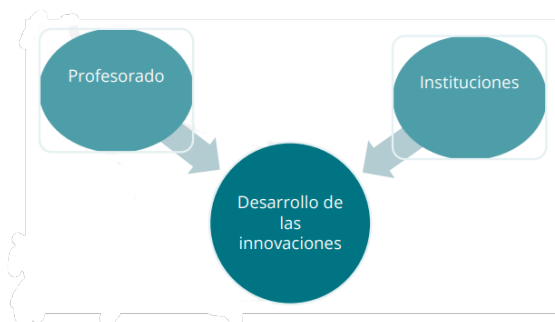 Profesorado
Instituciones
Desarrollo de
las
innovaciones